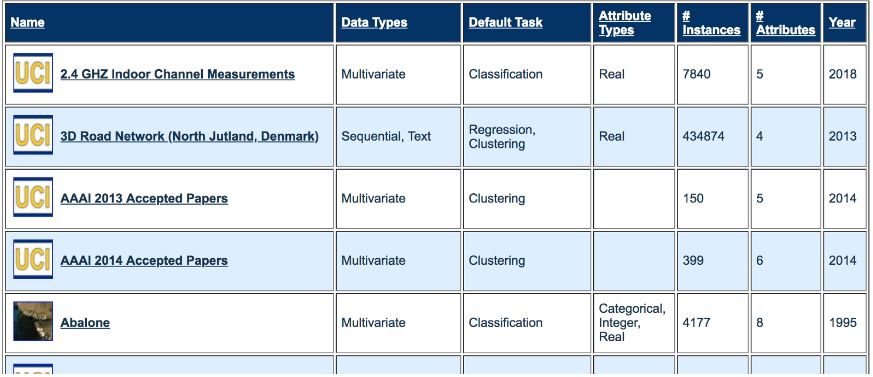 Name Data Types Default Task Attribute Types # Instances # Attributes Year
UCI 2.4 GHZ Indoor Channel Measurements Multivariate Classification Real 7840 5 2018
UCI 3D Road Network (North Jutland, Denmark) Sequential, Text Regression, Clustering Real 434874 4 2013
UCI AAAI 2013 Accepted Papers Multivariate Clustering 150 5 2014
UCI AAAI 2014 Accepted Papers Multivariate Clustering 399 6 2014
Abalone Multivariate Classification Categorical, Integer, Real 4177 8 1995